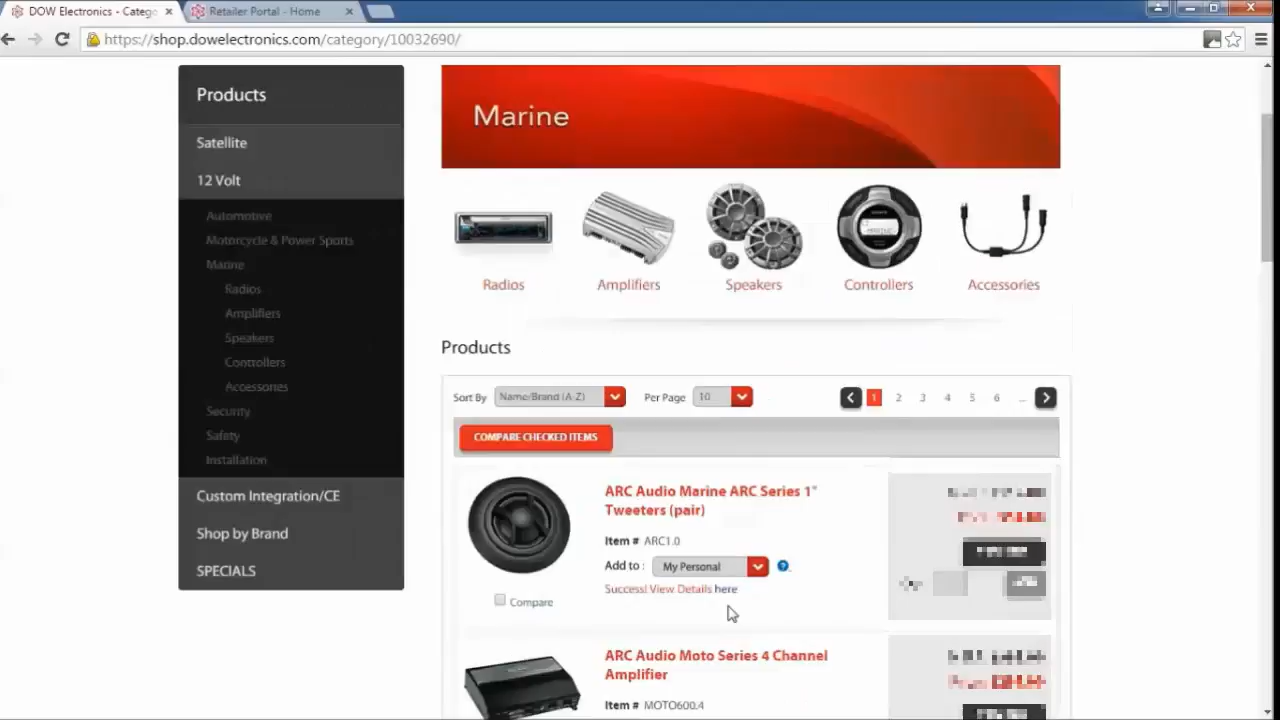 DOW Electronics - Catego
Retailer Portal - Home
https://shop.dowelectronics.com/category/10032690/
Products
Satellite
12 Volt
Automotive
Motorcycle & Power Sports
Marine
Radios
Amplifiers
Speakers
Controllers
Accessories
Security
Safety
Installation
Custom Integration/CE
Shop by Brand
SPECIALS
Marine
MARINE
Radios
Amplifiers
Speakers
Controllers
Accessories
Products
Sort By Name/Brand (A-Z) Per Page 10 1 2 3 4 5 6 ...
COMPARE CHECKED ITEMS
ARC Audio Marine ARC Series 1"
Tweeters (pair)
Item # ARC1.0
Add to : My Personal ?
Success! View Details here
Compare
ARC Audio Moto Series 4 Channel
Amplifier
Item # MOTO600.4